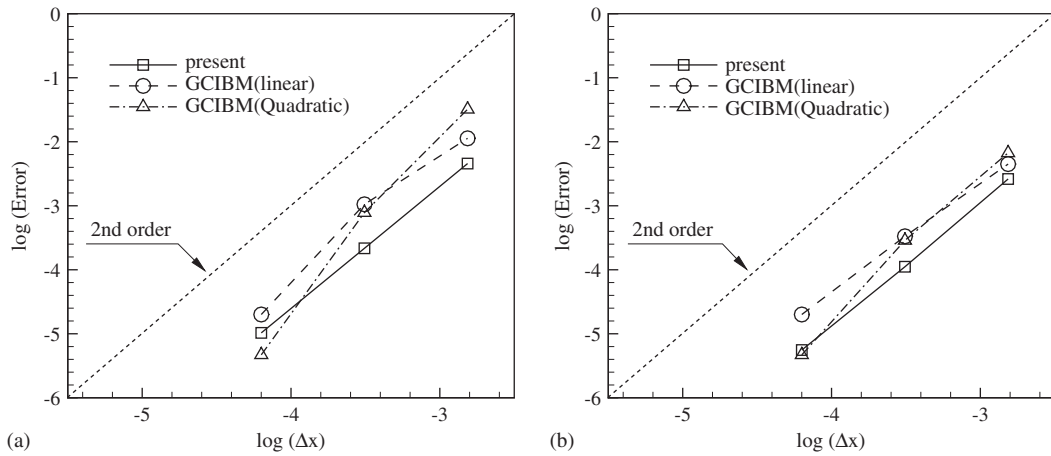 0
-1
-2
-3
-4
-5
-6
log (Error)
present
GCIBM(linear)
GCIBM(Quadratic)
2nd order
-5
-4
-3
log (Δx)
(a)
0
-1
-2
-3
-4
-5
-6
log (Error)
present
GCIBM(linear)
GCIBM(Quadratic)
2nd order
-5
-4
-3
log (Δx)
(b)